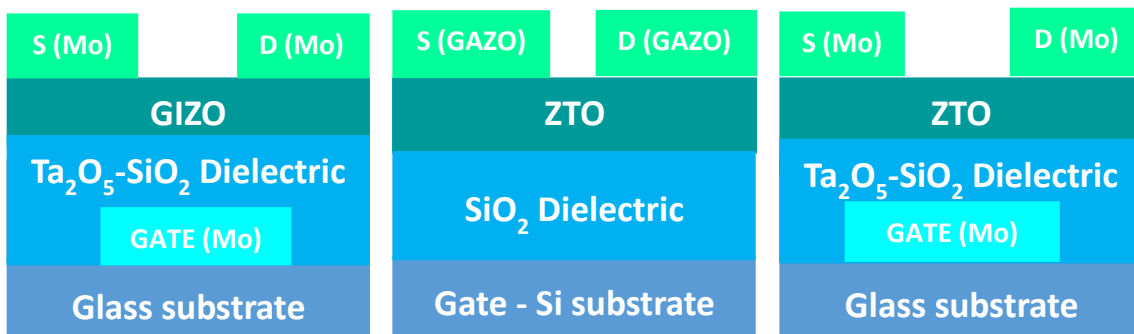 S (Mo)
D (Mo)
GIZO
Ta₂O₅-SiO₂ Dielectric
GATE (Mo)
Glass substrate
S (GAZO)
D (GAZO)
ZTO
SiO₂ Dielectric
Gate - Si substrate
S (Mo)
D (Mo)
ZTO
Ta₂O₅-SiO₂ Dielectric
GATE (Mo)
Glass substrate